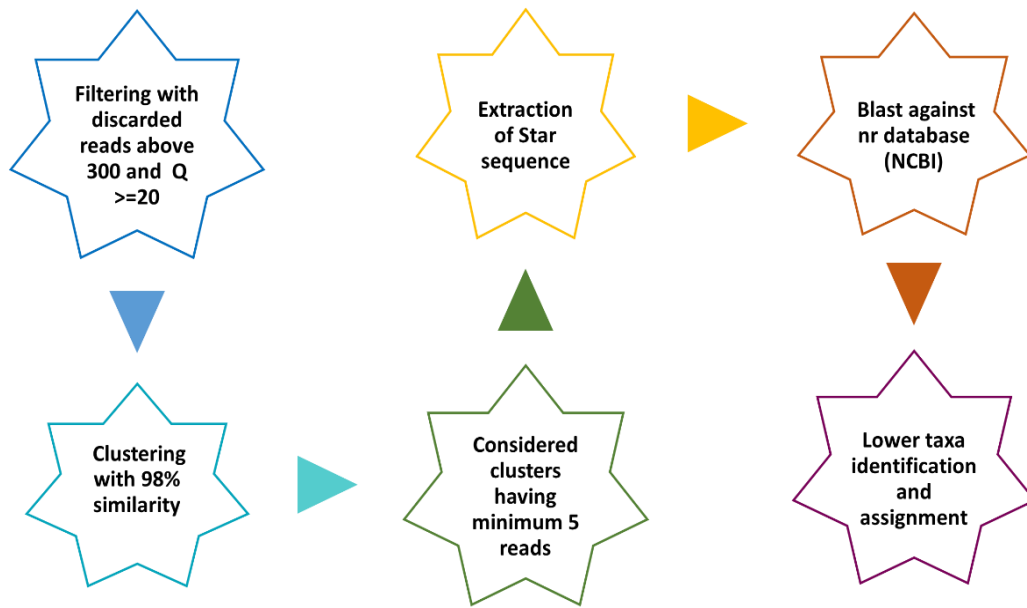 Filtering with
discarded
reads above
300 and Q
>=20
Clustering
with 98%
similarity
Considered
clusters
having
minimum 5
reads
Extraction
of Star
sequence
Blast against
nr database
(NCBI)
Lower taxa
identification
and
assignment